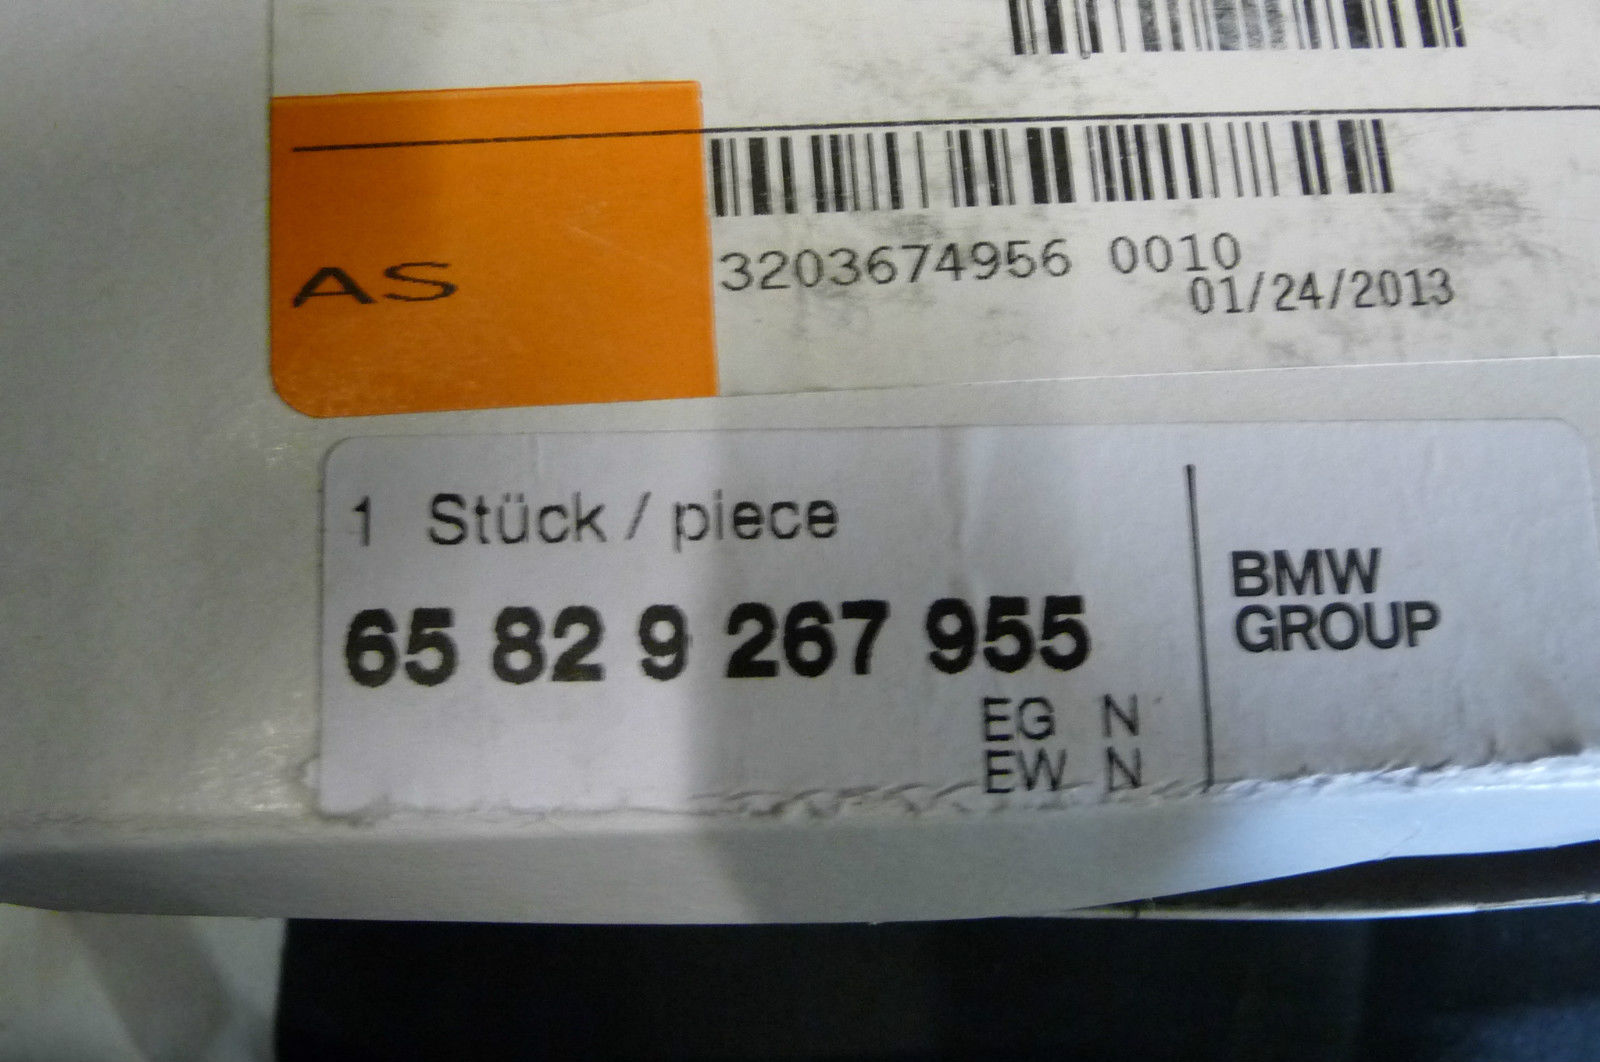 AS
3203674956 0010
01/24/2013
1 Stück / piece
65 82 9 267 955
EG N
EW N
BMW
GROUP